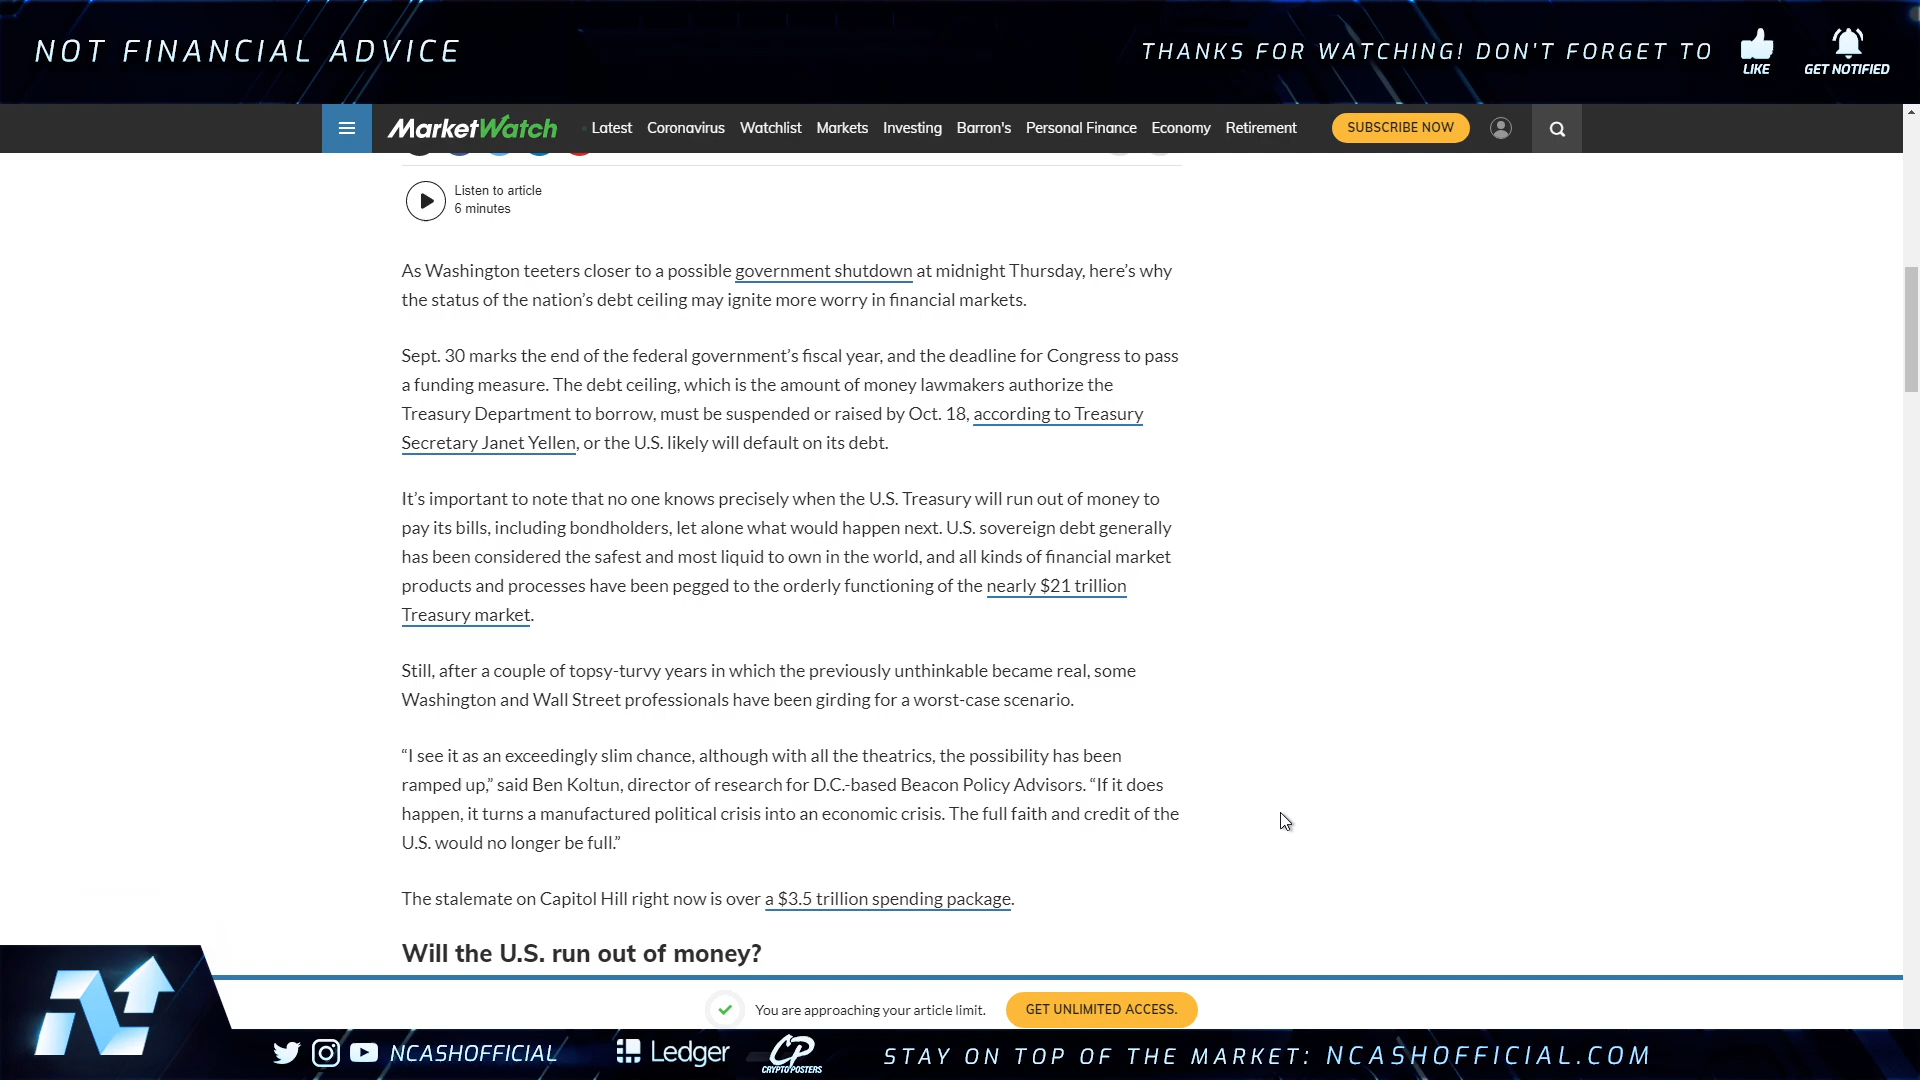 NOT FINANCIAL ADVICE
THANKS FOR WATCHING! DON'T FORGET TO
LIKE
GET NOTIFIED
MarketWatch
Latest Coronavirus Watchlist Markets Investing Barron's Personal Finance Economy Retirement
SUBSCRIBE NOW
Listen to article
6 minutes
As Washington teeters closer to a possible government shutdown at midnight Thursday, here’s why
the status of the nation’s debt ceiling may ignite more worry in financial markets.
Sept. 30 marks the end of the federal government’s fiscal year, and the deadline for Congress to pass
a funding measure. The debt ceiling, which is the amount of money lawmakers authorize the
Treasury Department to borrow, must be suspended or raised by Oct. 18, according to Treasury
Secretary Janet Yellen, or the U.S. likely will default on its debt.
It’s important to note that no one knows precisely when the U.S. Treasury will run out of money to
pay its bills, including bondholders, let alone what would happen next. U.S. sovereign debt generally
has been considered the safest and most liquid to own in the world, and all kinds of financial market
products and processes have been pegged to the orderly functioning of the nearly $21 trillion
Treasury market.
Still, after a couple of topsy-turvy years in which the previously unthinkable became real, some
Washington and Wall Street professionals have been girding for a worst-case scenario.
“I see it as an exceedingly slim chance, although with all the theatrics, the possibility has been
ramped up,” said Ben Koltun, director of research for D.C.-based Beacon Policy Advisors. “If it does
happen, it turns a manufactured political crisis into an economic crisis. The full faith and credit of the
U.S. would no longer be full.”
The stalemate on Capitol Hill right now is over a $3.5 trillion spending package.
Will the U.S. run out of money?
You are approaching your article limit.
GET UNLIMITED ACCESS.
NCASHOFFICIAL
Ledger
CP
CRYPTOPOSTERS
STAY ON TOP OF THE MARKET: NCASHOFFICIAL.COM